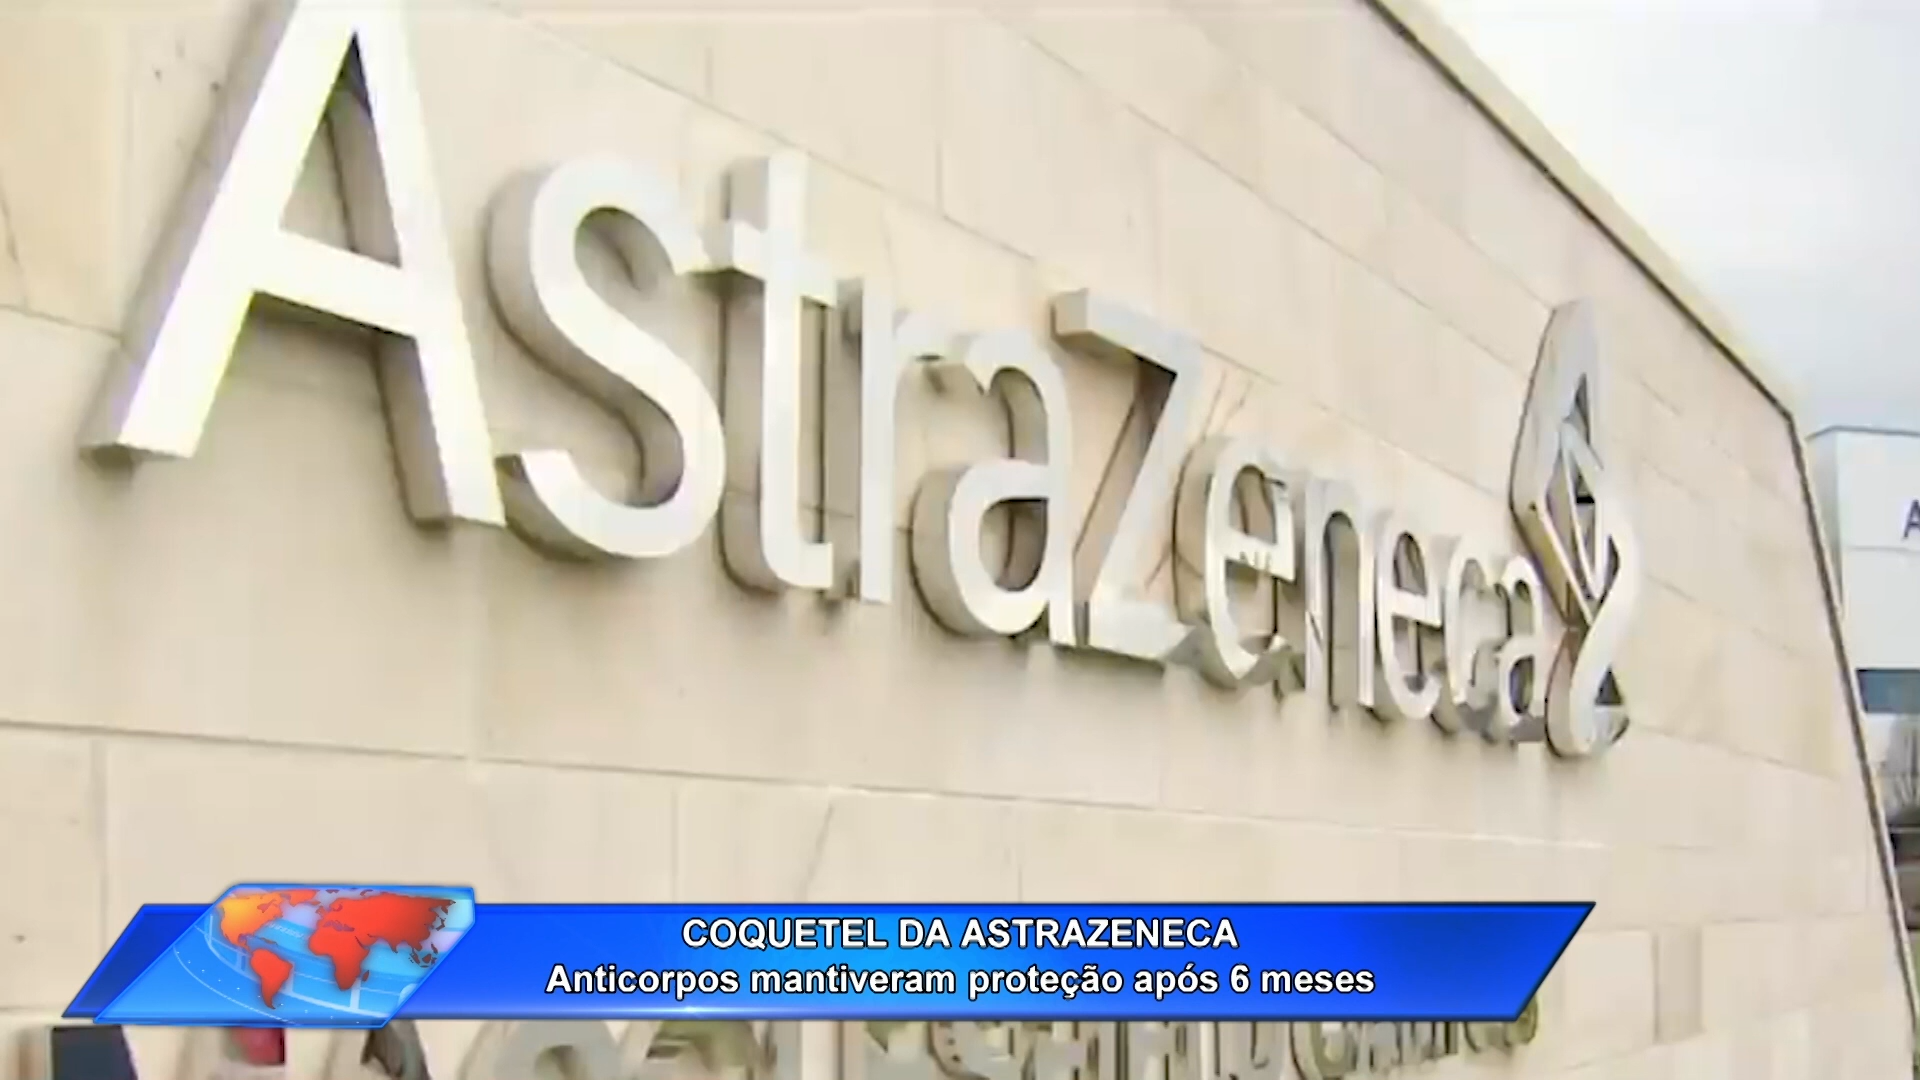 AstraZeneca
A
COQUETEL DA ASTRAZENECA
Anticorpos mantiveram proteção após 6 meses